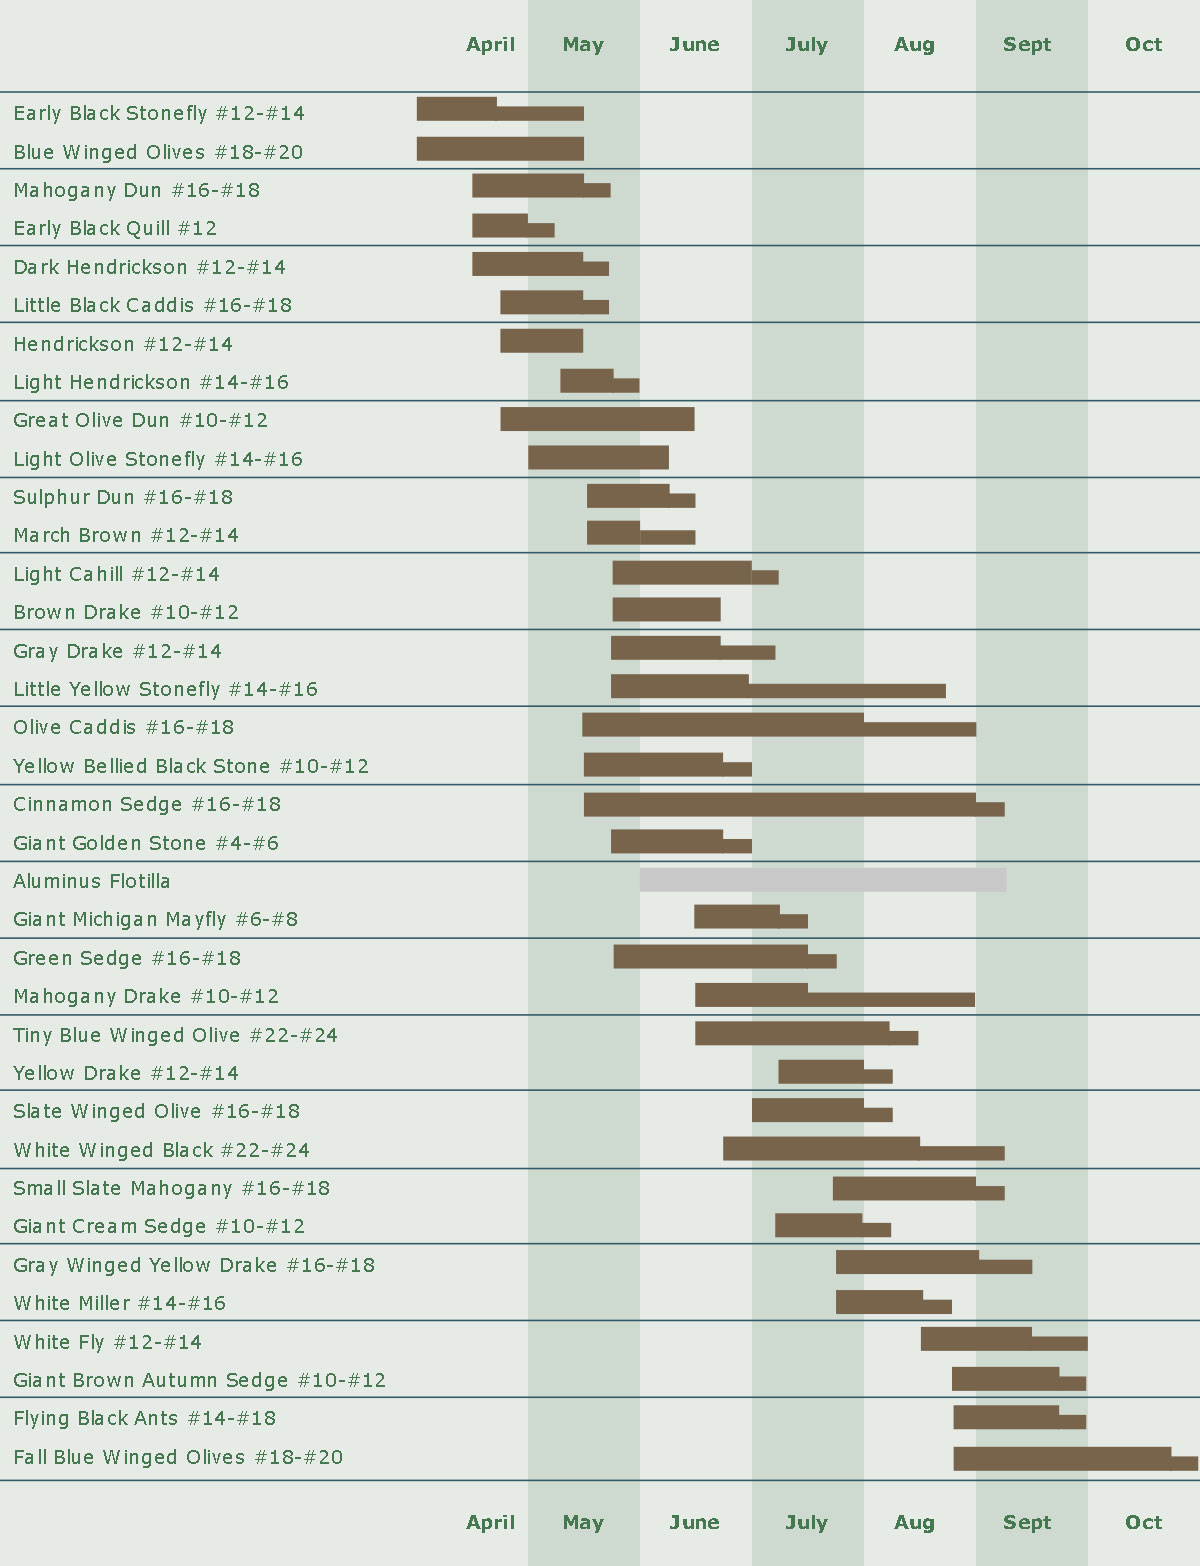 April May June July Aug Sept Oct
Early Black Stonefly #12-#14
Blue Winged Olives #18-#20
Mahogany Dun #16-#18
Early Black Quill #12
Dark Hendrickson #12-#14
Little Black Caddis #16-#18
Hendrickson #12-#14
Light Hendrickson #14-#16
Great Olive Dun #10-#12
Light Olive Stonefly #14-#16
Sulphur Dun #16-#18
March Brown #12-#14
Light Cahill #12-#14
Brown Drake #10-#12
Gray Drake #12-#14
Little Yellow Stonefly #14-#16
Olive Caddis #16-#18
Yellow Bellied Black Stone #10-#12
Cinnamon Sedge #16-#18
Giant Golden Stone #4-#6
Aluminus Flotilla
Giant Michigan Mayfly #6-#8
Green Sedge #16-#18
Mahogany Drake #10-#12
Tiny Blue Winged Olive #22-#24
Yellow Drake #12-#14
Slate Winged Olive #16-#18
White Winged Black #22-#24
Small Slate Mahogany #16-#18
Giant Cream Sedge #10-#12
Gray Winged Yellow Drake #16-#18
White Miller #14-#16
White Fly #12-#14
Giant Brown Autumn Sedge #10-#12
Flying Black Ants #14-#18
Fall Blue Winged Olives #18-#20
April May June July Aug Sept Oct